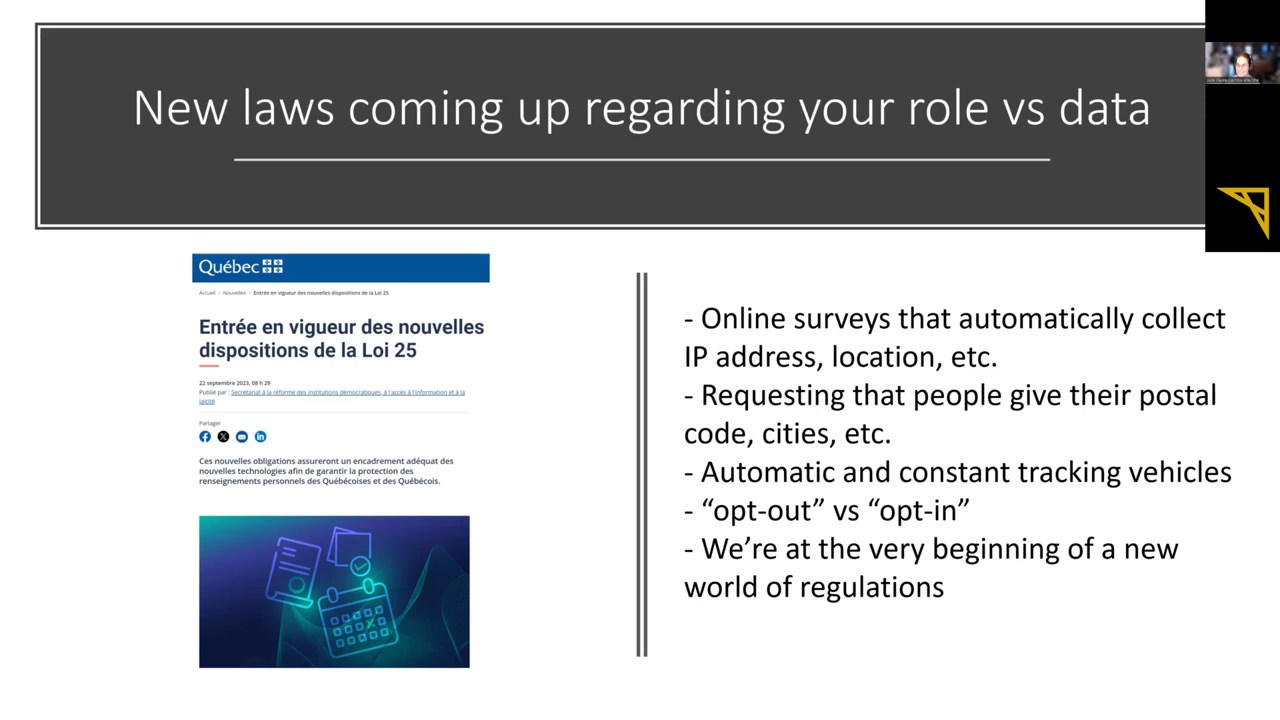 New laws coming up regarding your role vs data
Québec
Accueil / Nouvelles / Entrée en vigueur des nouvelles dispositions de la Loi 25
Entrée en vigueur des nouvelles
dispositions de la Loi 25
22 septembre 2023, 08 h 29
Publié par : Secrétariat à la réforme des institutions démocratiques, à l'accès à l'information et à la
laïcité
Partager
Ces nouvelles obligations assureront un encadrement adéquat des
nouvelles technologies afin de garantir la protection des
renseignements personnels des Québécoises et des Québécois.
- Online surveys that automatically collect
IP address, location, etc.
- Requesting that people give their postal
code, cities, etc.
- Automatic and constant tracking vehicles
- “opt-out” vs “opt-in”
- We’re at the very beginning of a new
world of regulations